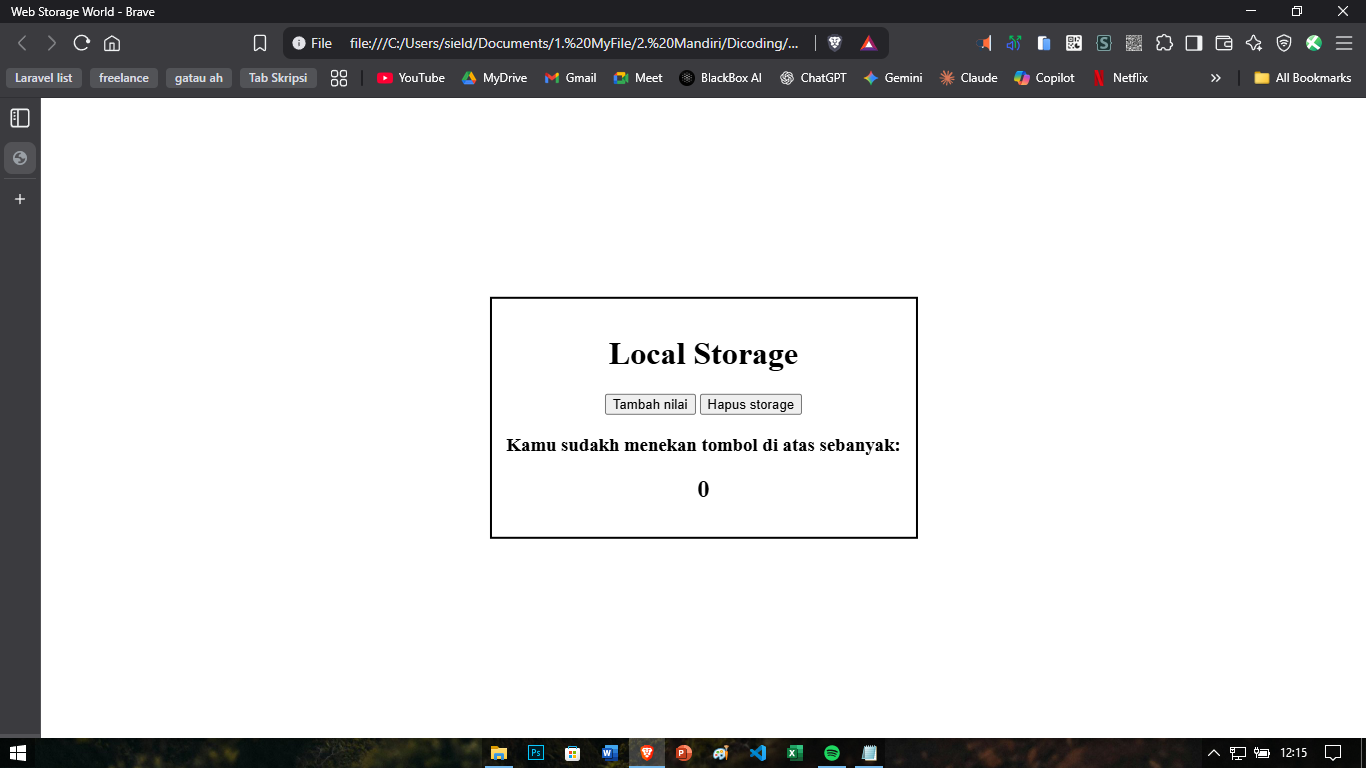 Web Storage World - Brave
File file:///C:/Users/sield/Documents/1.%20MyFile/2.%20Mandiri/Dicoding/...
Laravel list freelance gatau ah Tab Skripsi YouTube MyDrive Gmail Meet BlackBox AI ChatGPT Gemini Claude Copilot Netflix » All Bookmarks
Local Storage
Tambah nilai Hapus storage
Kamu sudakh menekan tombol di atas sebanyak:
0
12:15